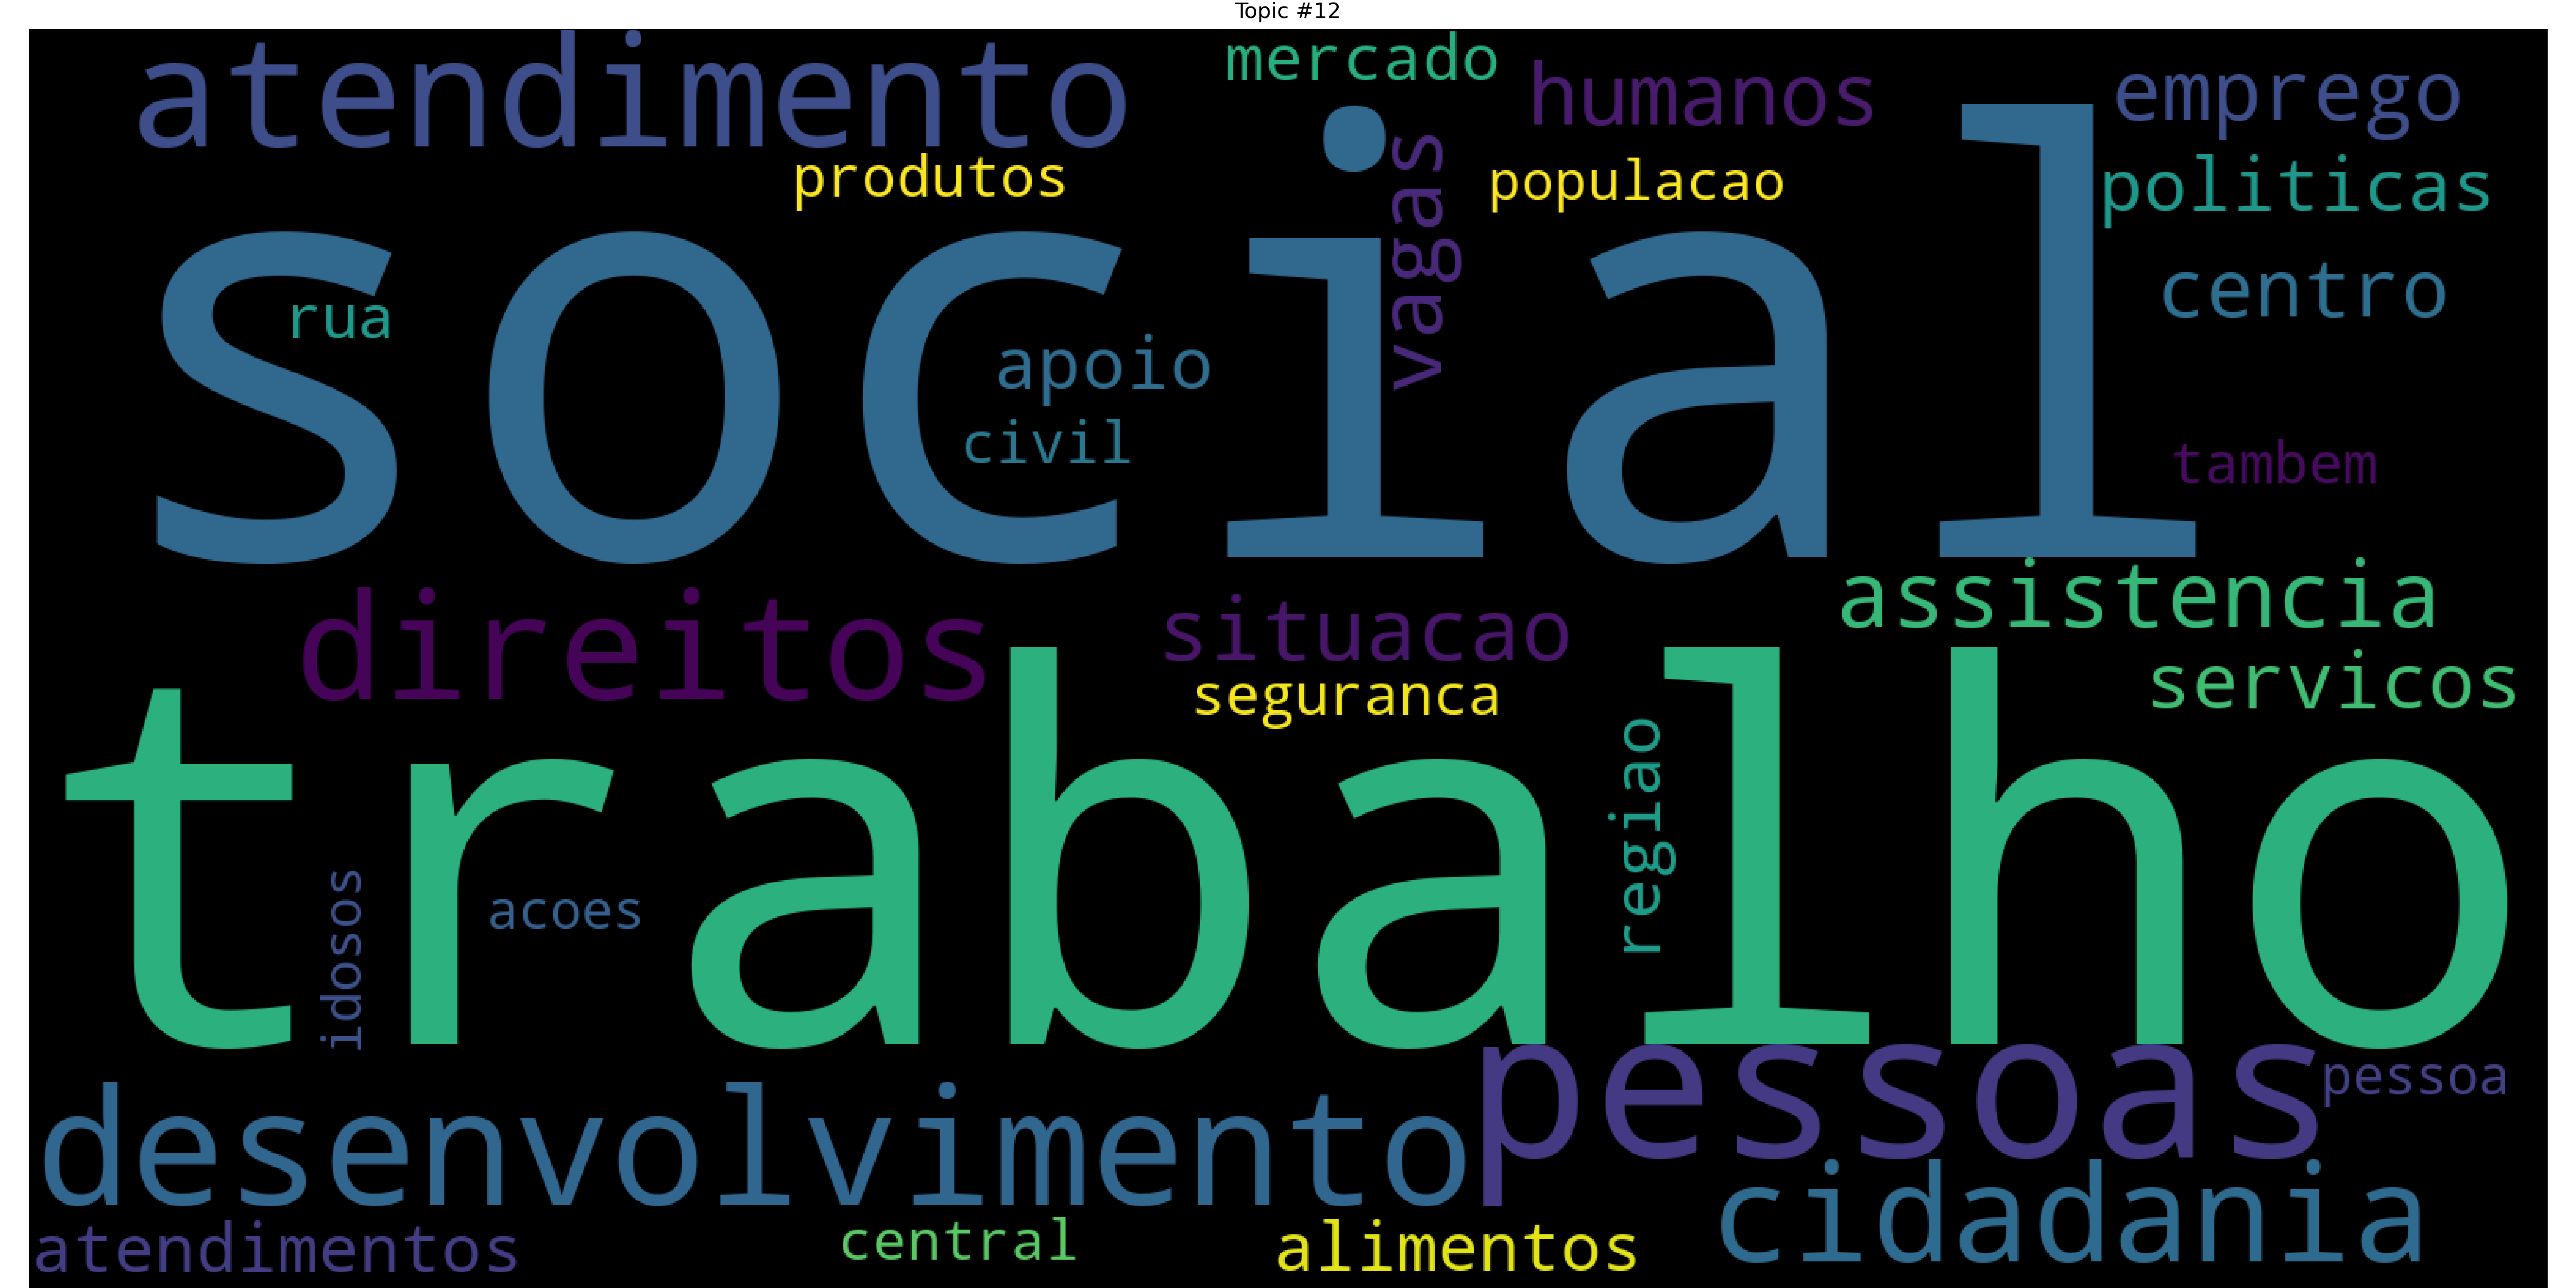 Topic #12
atendimento
mercado
humanos
emprego
produtos
vagas
populacao
politicas
social
centro
rua
apoio
civil
tambem
direitos
situacao
assistencia
seguranca
servicos
trabalho
regiao
idosos
acoes
pessoas
pessoa
desenvolvimento
cidadania
atendimentos
central
alimentos